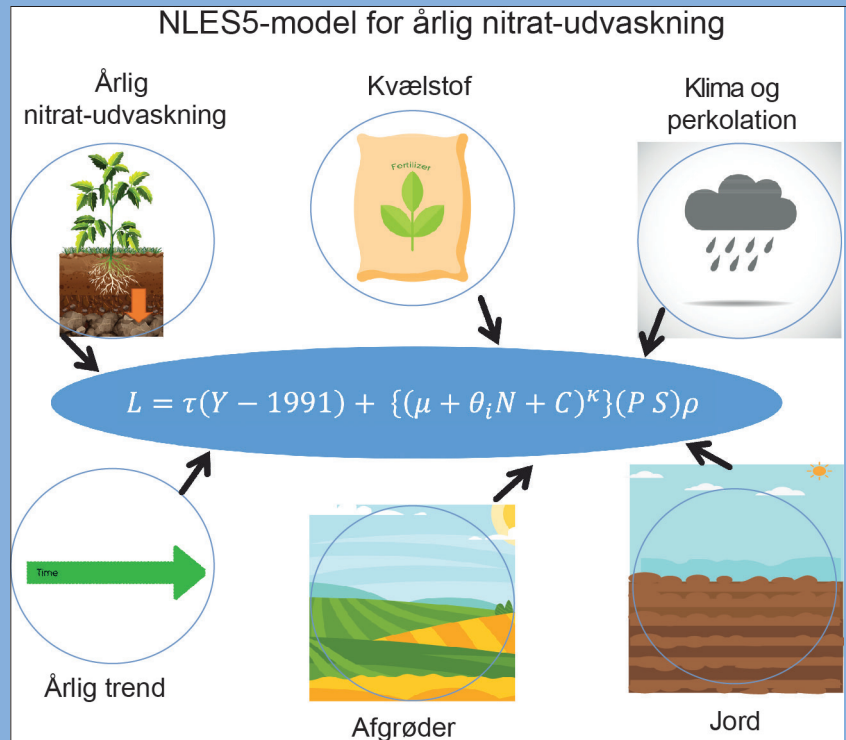 NLES5-model for årlig nitrat-udvaskning
Årlig
nitrat-udvaskning
Kvælstof
Klima og
perkolation
Fertilizer
L = τ(Y − 1991) + {(μ + θᵢN + C)^κ}(P S)ρ
Time
Årlig trend
Afgrøder
Jord